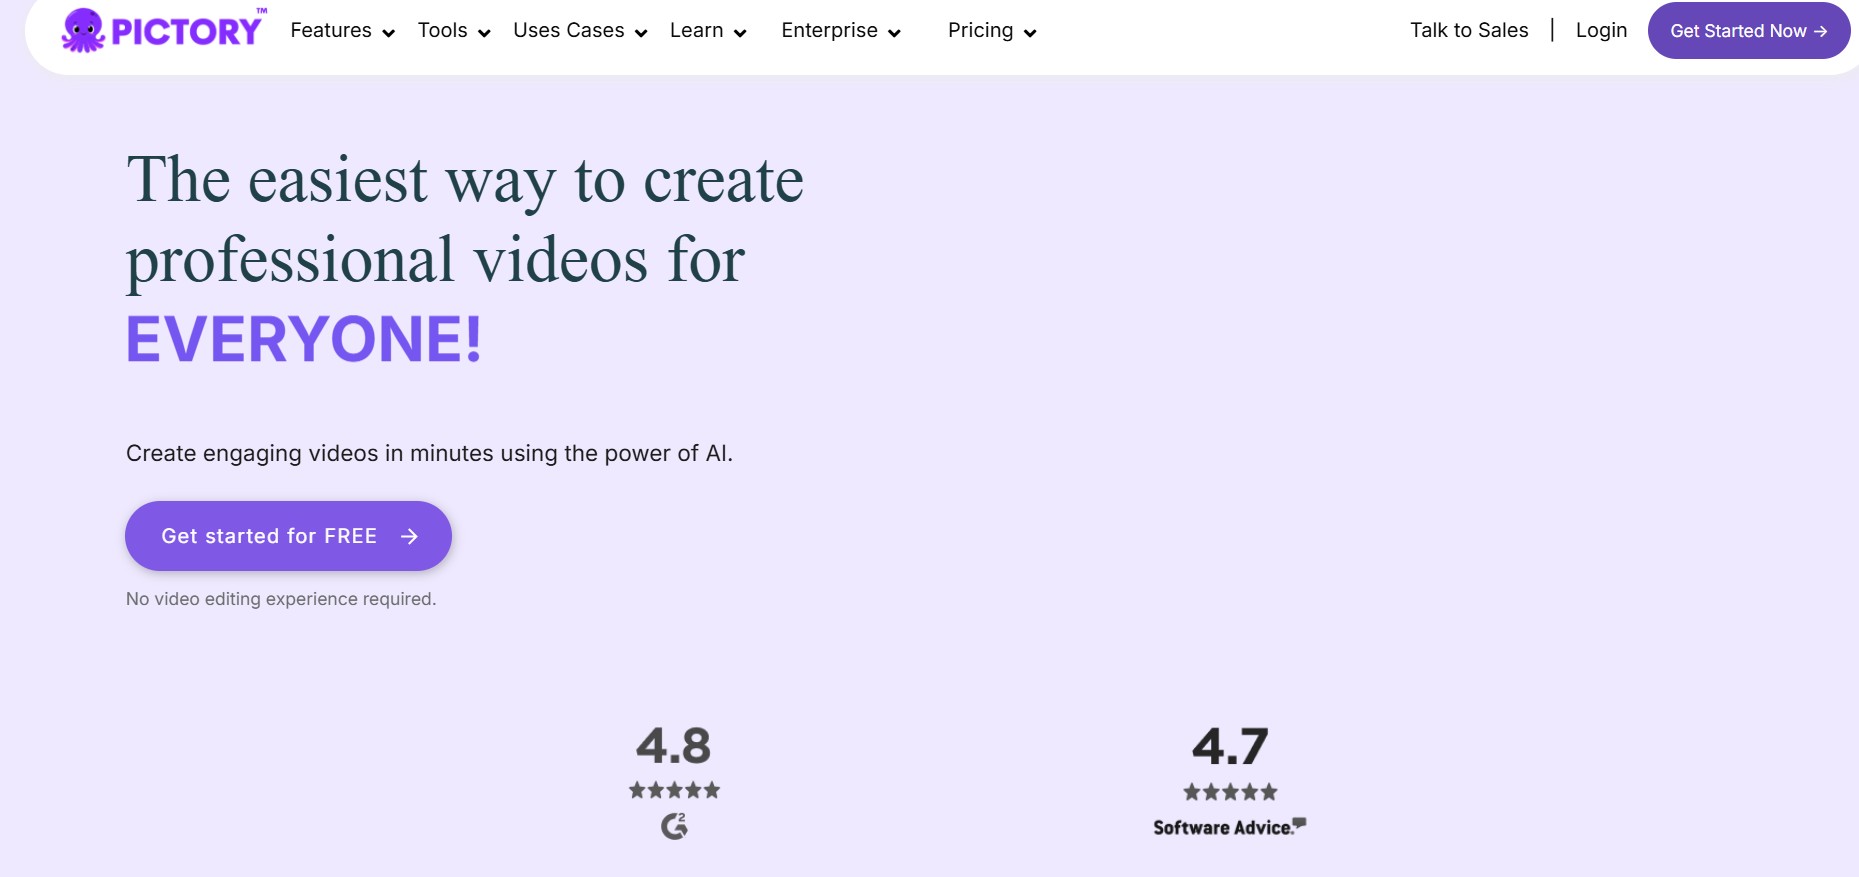 PICTORY™ Features Tools Uses Cases Learn Enterprise Pricing Talk to Sales | Login Get Started Now →
The easiest way to create
professional videos for
EVERYONE!
Create engaging videos in minutes using the power of AI.
Get started for FREE →
No video editing experience required.
4.8
G2
4.7
Software Advice.